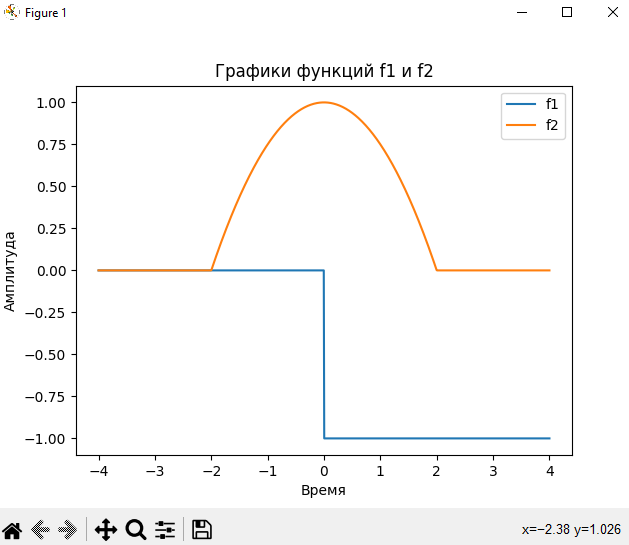 Figure 1
Графики функций f1 и f2
f1
f2
1.00
0.75
0.50
0.25
0.00
−0.25
−0.50
−0.75
−1.00
Амплитуда
−4 −3 −2 −1 0 1 2 3 4
Время
x=−2.38 y=1.026